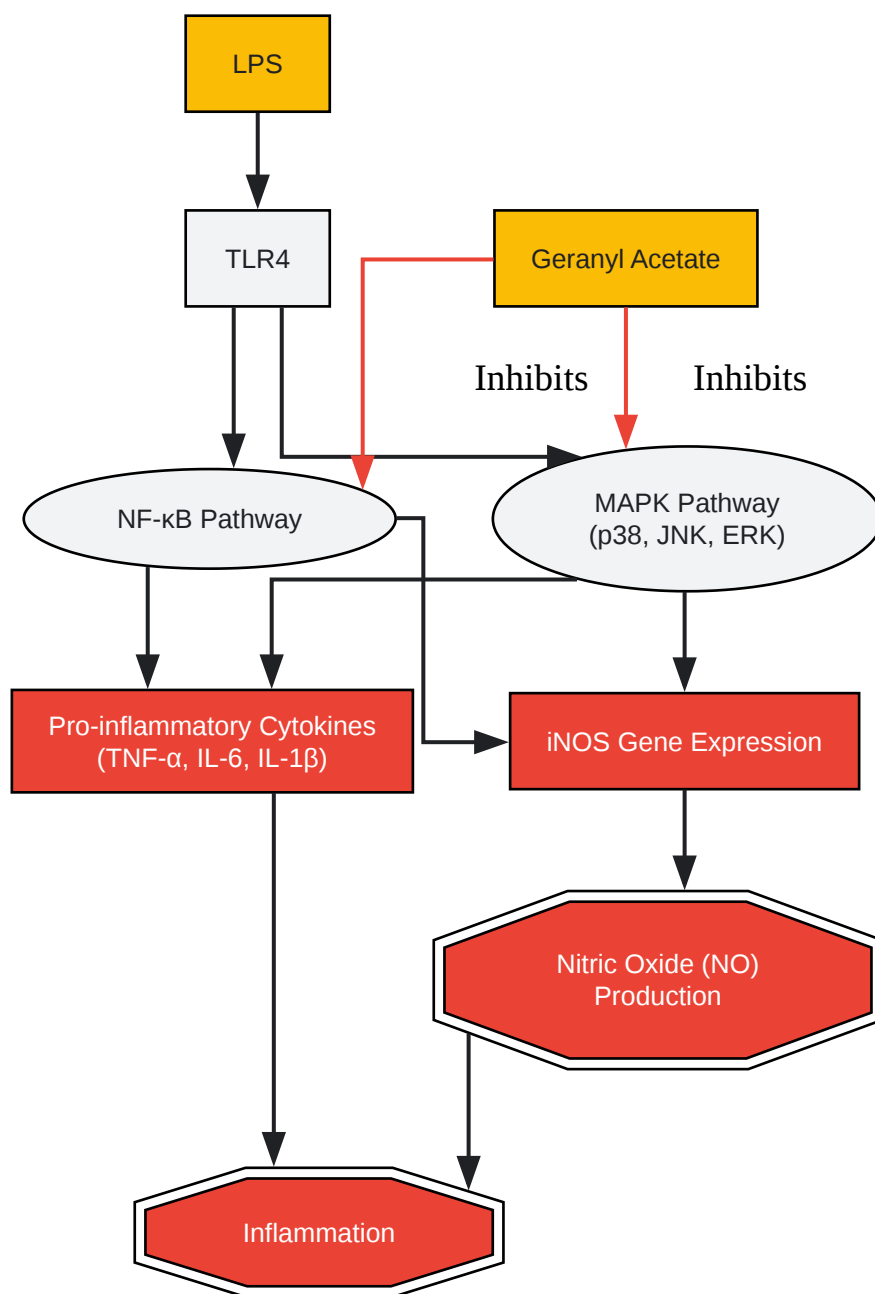 LPS
TLR4
Geranyl Acetate
Inhibits
Inhibits
NF-κB Pathway
MAPK Pathway
(p38, JNK, ERK)
Pro-inflammatory Cytokines
(TNF-α, IL-6, IL-1β)
iNOS Gene Expression
Nitric Oxide (NO)
Production
Inflammation